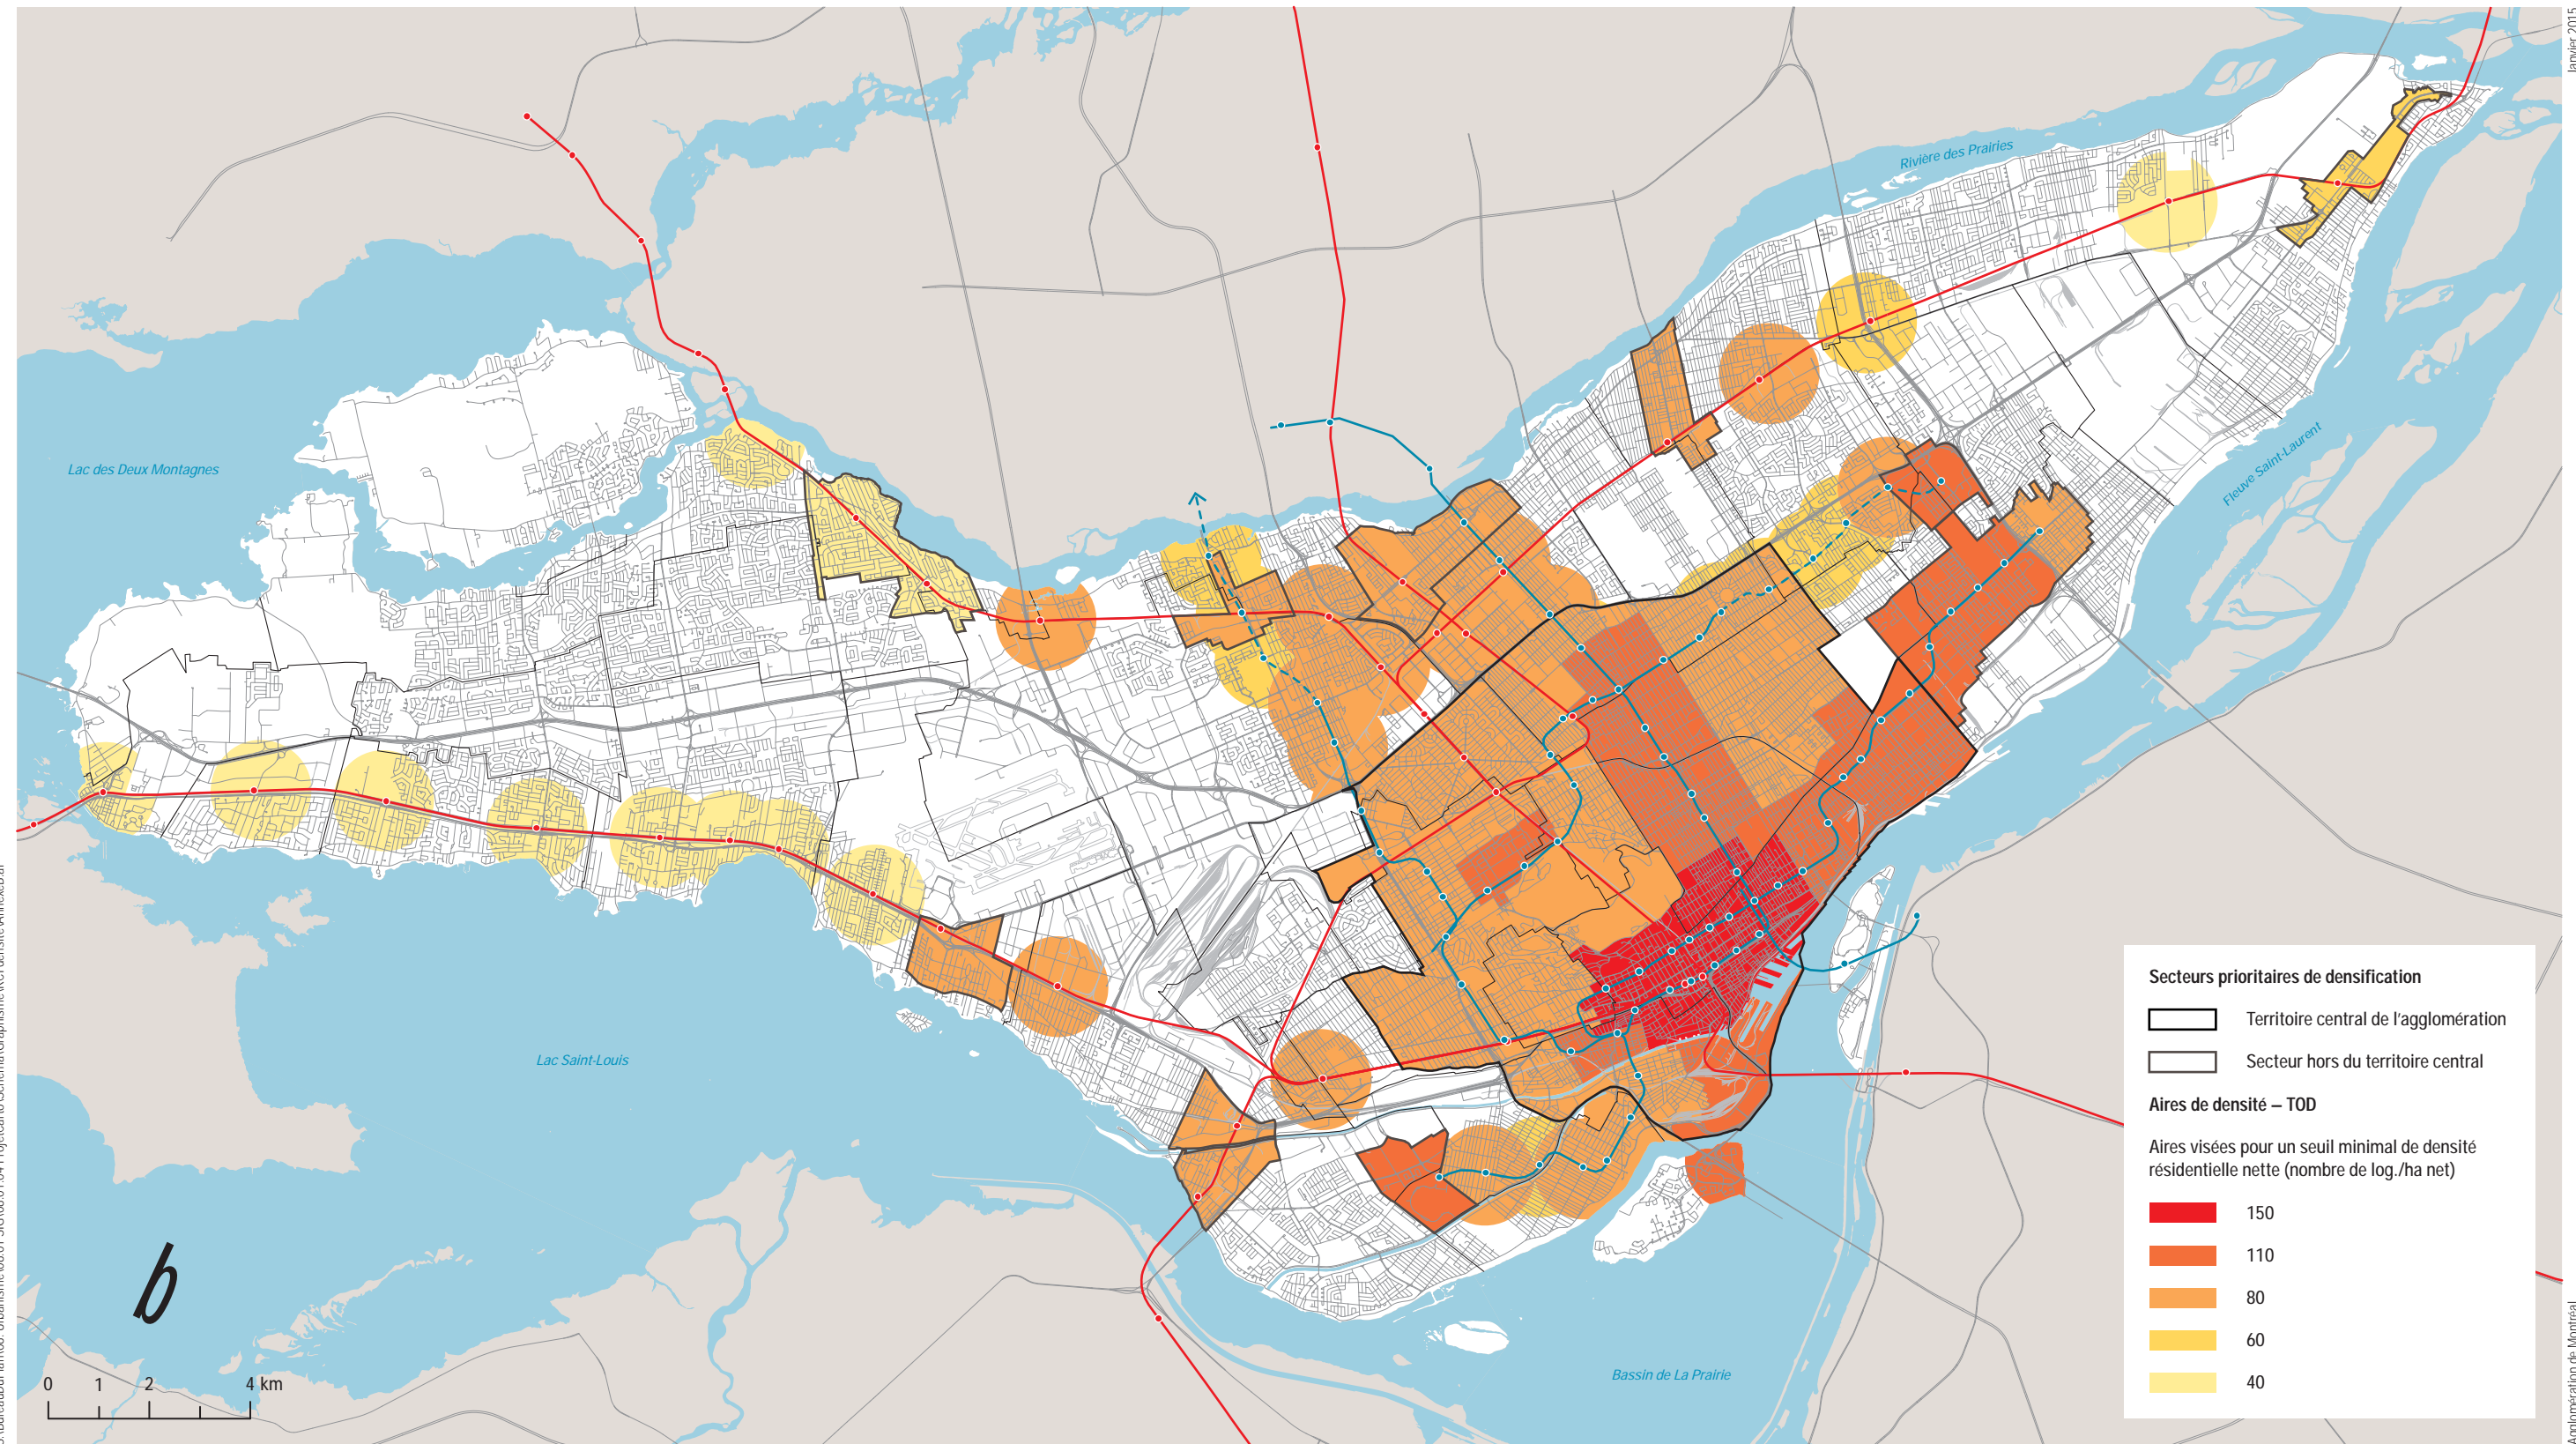 Janvier 2015
Rivière des Prairies
Lac des Deux Montagnes
Fleuve Saint-Laurent
Lac Saint-Louis
Bassin de La Prairie
Secteurs prioritaires de densification
Territoire central de l'agglomération
Secteur hors du territoire central
Aires de densité – TOD
Aires visées pour un seuil minimal de densité
résidentielle nette (nombre de log./ha net)
150
110
80
60
40
0 1 2 4 km
Agglomération de Montréal